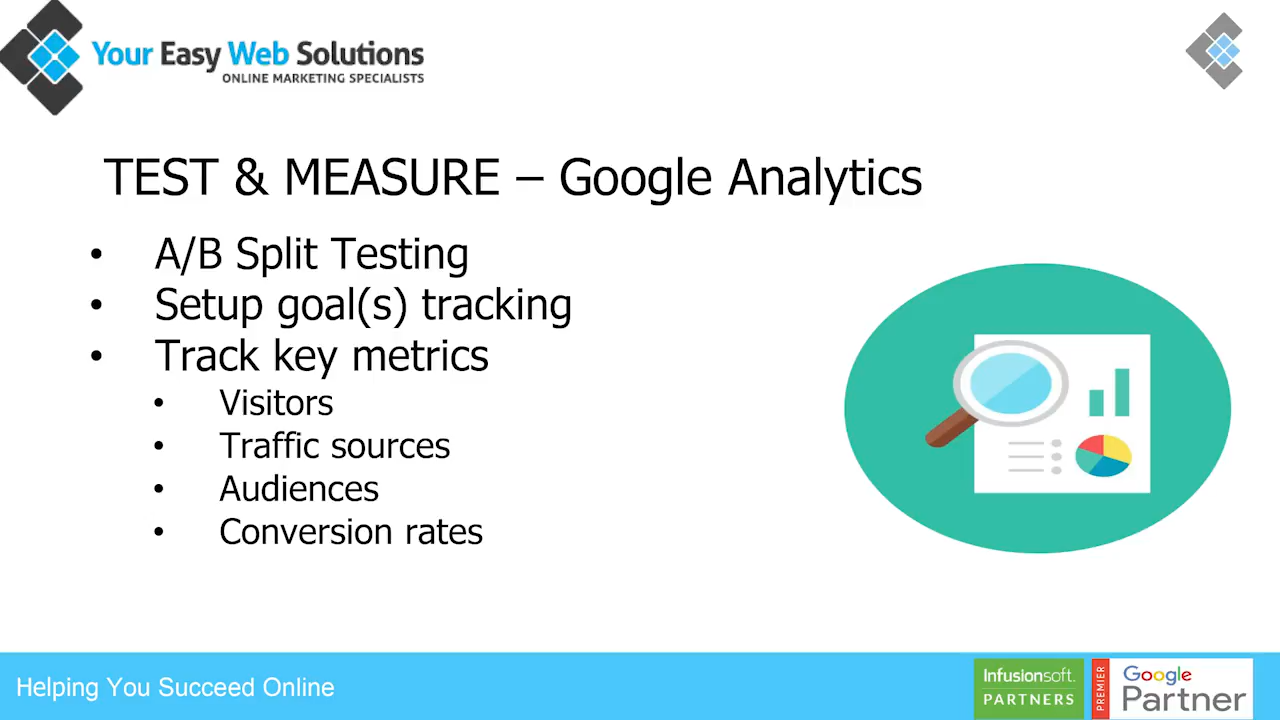 Your Easy Web Solutions
ONLINE MARKETING SPECIALISTS
TEST & MEASURE – Google Analytics
• A/B Split Testing
• Setup goal(s) tracking
• Track key metrics
• Visitors
• Traffic sources
• Audiences
• Conversion rates
Helping You Succeed Online
Infusionsoft.
PARTNERS
PREMIER
Google
Partner